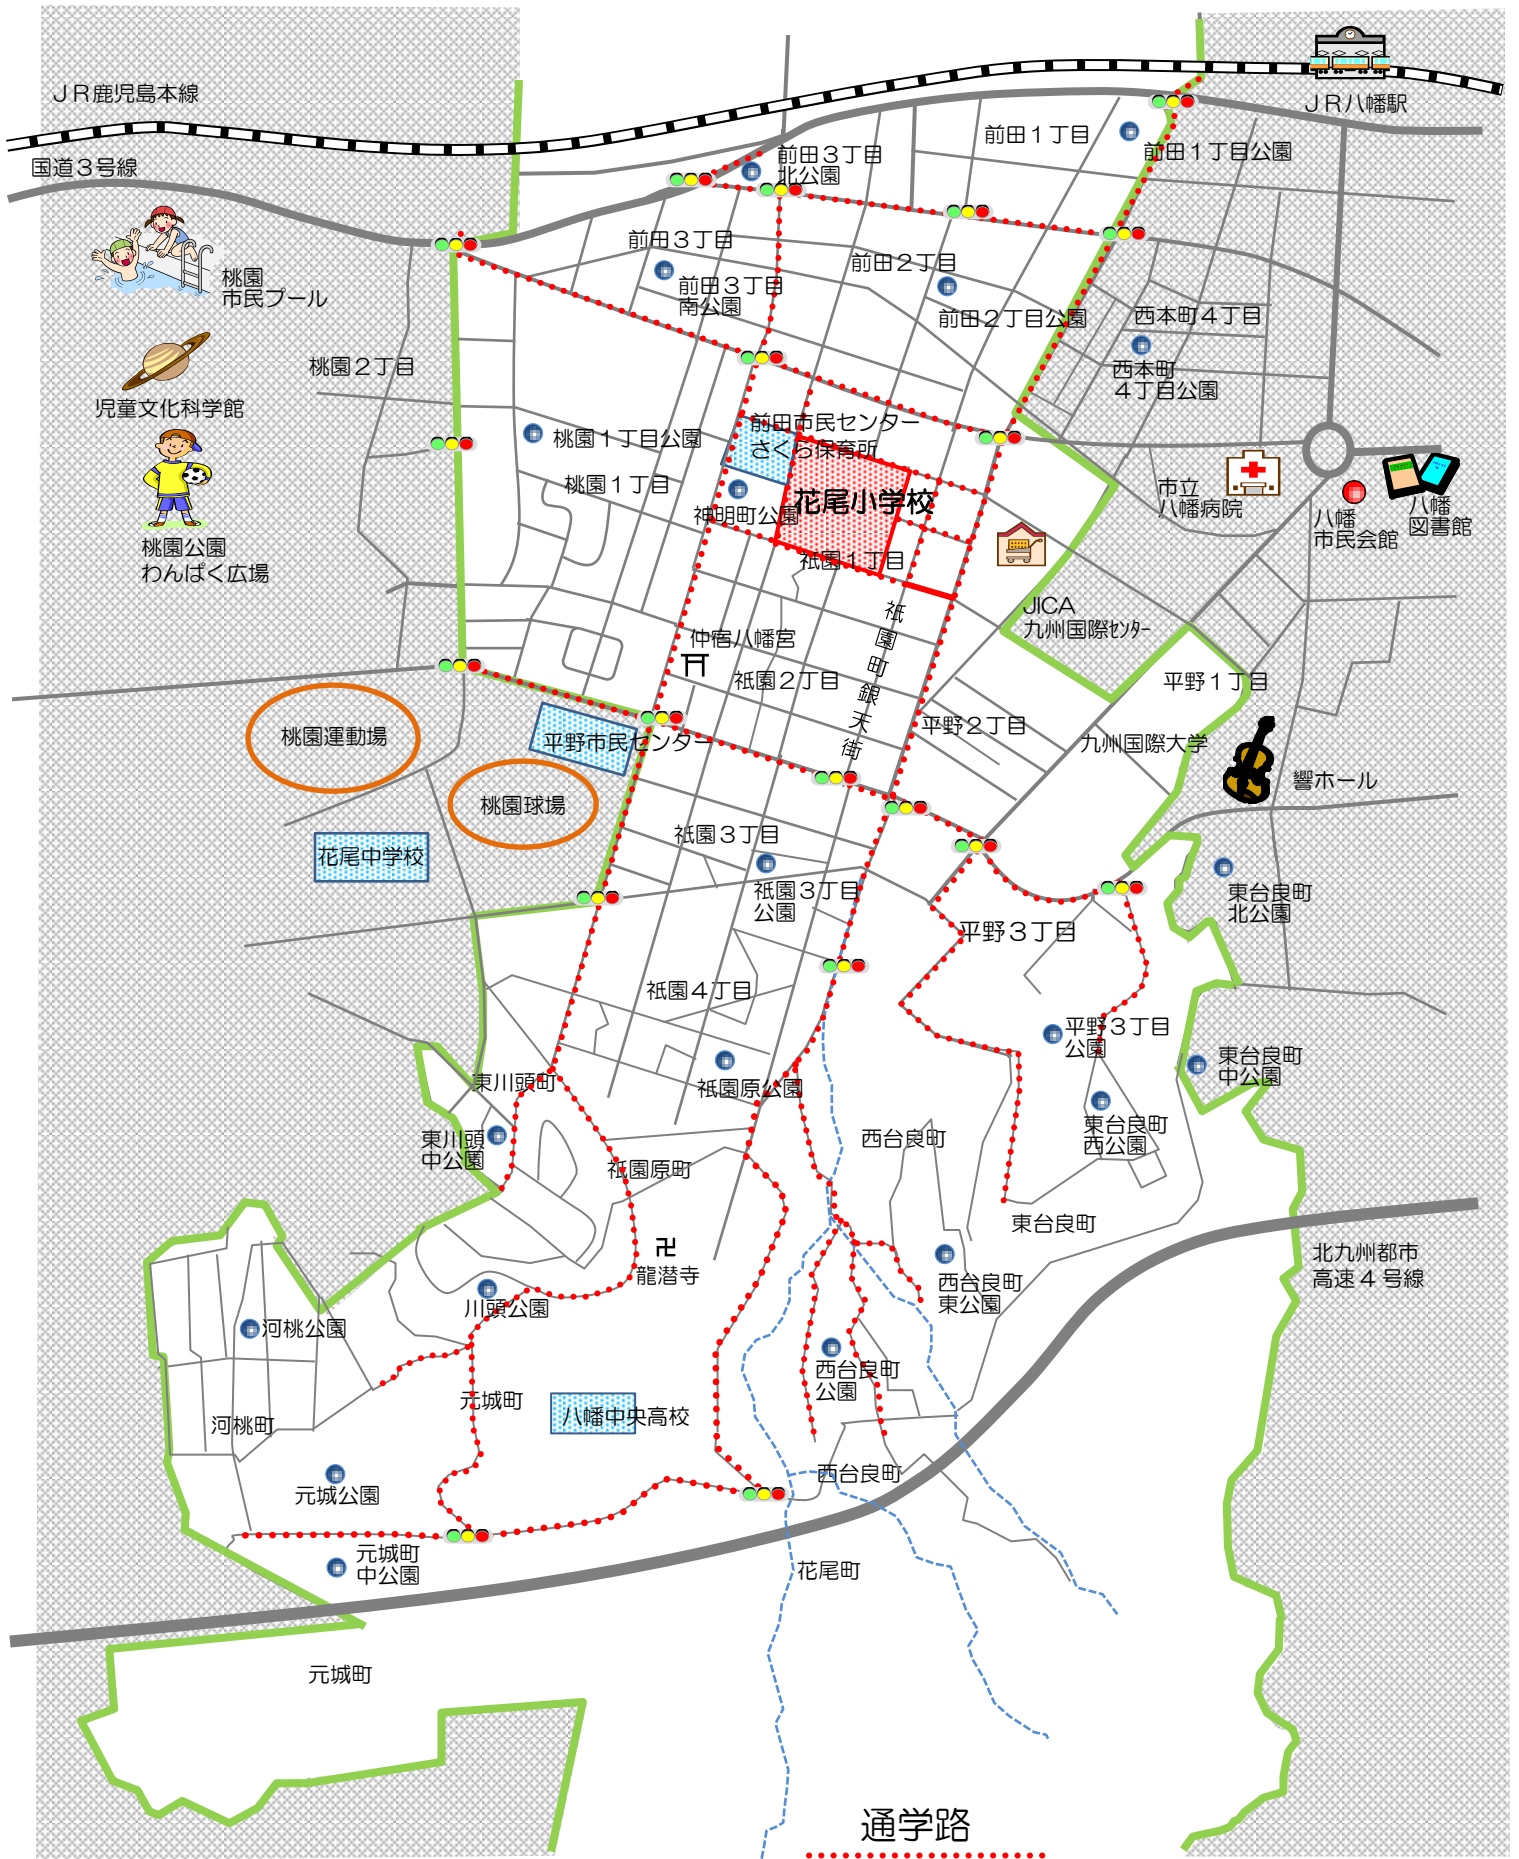 ＪＲ鹿児島本線
国道３号線
ＪＲ八幡駅
前田１丁目
前田１丁目公園
前田３丁目
北公園
前田３丁目
前田２丁目
前田３丁目
南公園
前田２丁目公園
西本町４丁目
西本町
４丁目公園
桃園
市民プール
桃園２丁目
児童文化科学館
桃園公園
わんぱく広場
桃園１丁目公園
桃園１丁目
前田市民センター
さくら保育所
花尾小学校
神明町公園
祇園１丁目
市立
八幡病院
八幡
市民会館
八幡
図書館
JICA
九州国際ｾﾝﾀｰ
祇園町銀天街
仲宿八幡宮
祇園２丁目
平野１丁目
平野２丁目
九州国際大学
響ホール
桃園運動場
平野市民センター
桃園球場
花尾中学校
祇園３丁目
祇園３丁目
公園
東台良町
北公園
平野３丁目
祇園４丁目
平野３丁目
公園
東台良町
中公園
東川頭町
祇園原公園
東台良町
西公園
東川頭
中公園
西台良町
祇園原町
東台良町
龍潜寺
北九州都市
高速４号線
西台良町
東公園
川頭公園
河桃公園
西台良町
公園
元城町
八幡中央高校
河桃町
西台良町
元城公園
元城町
中公園
花尾町
元城町
通学路